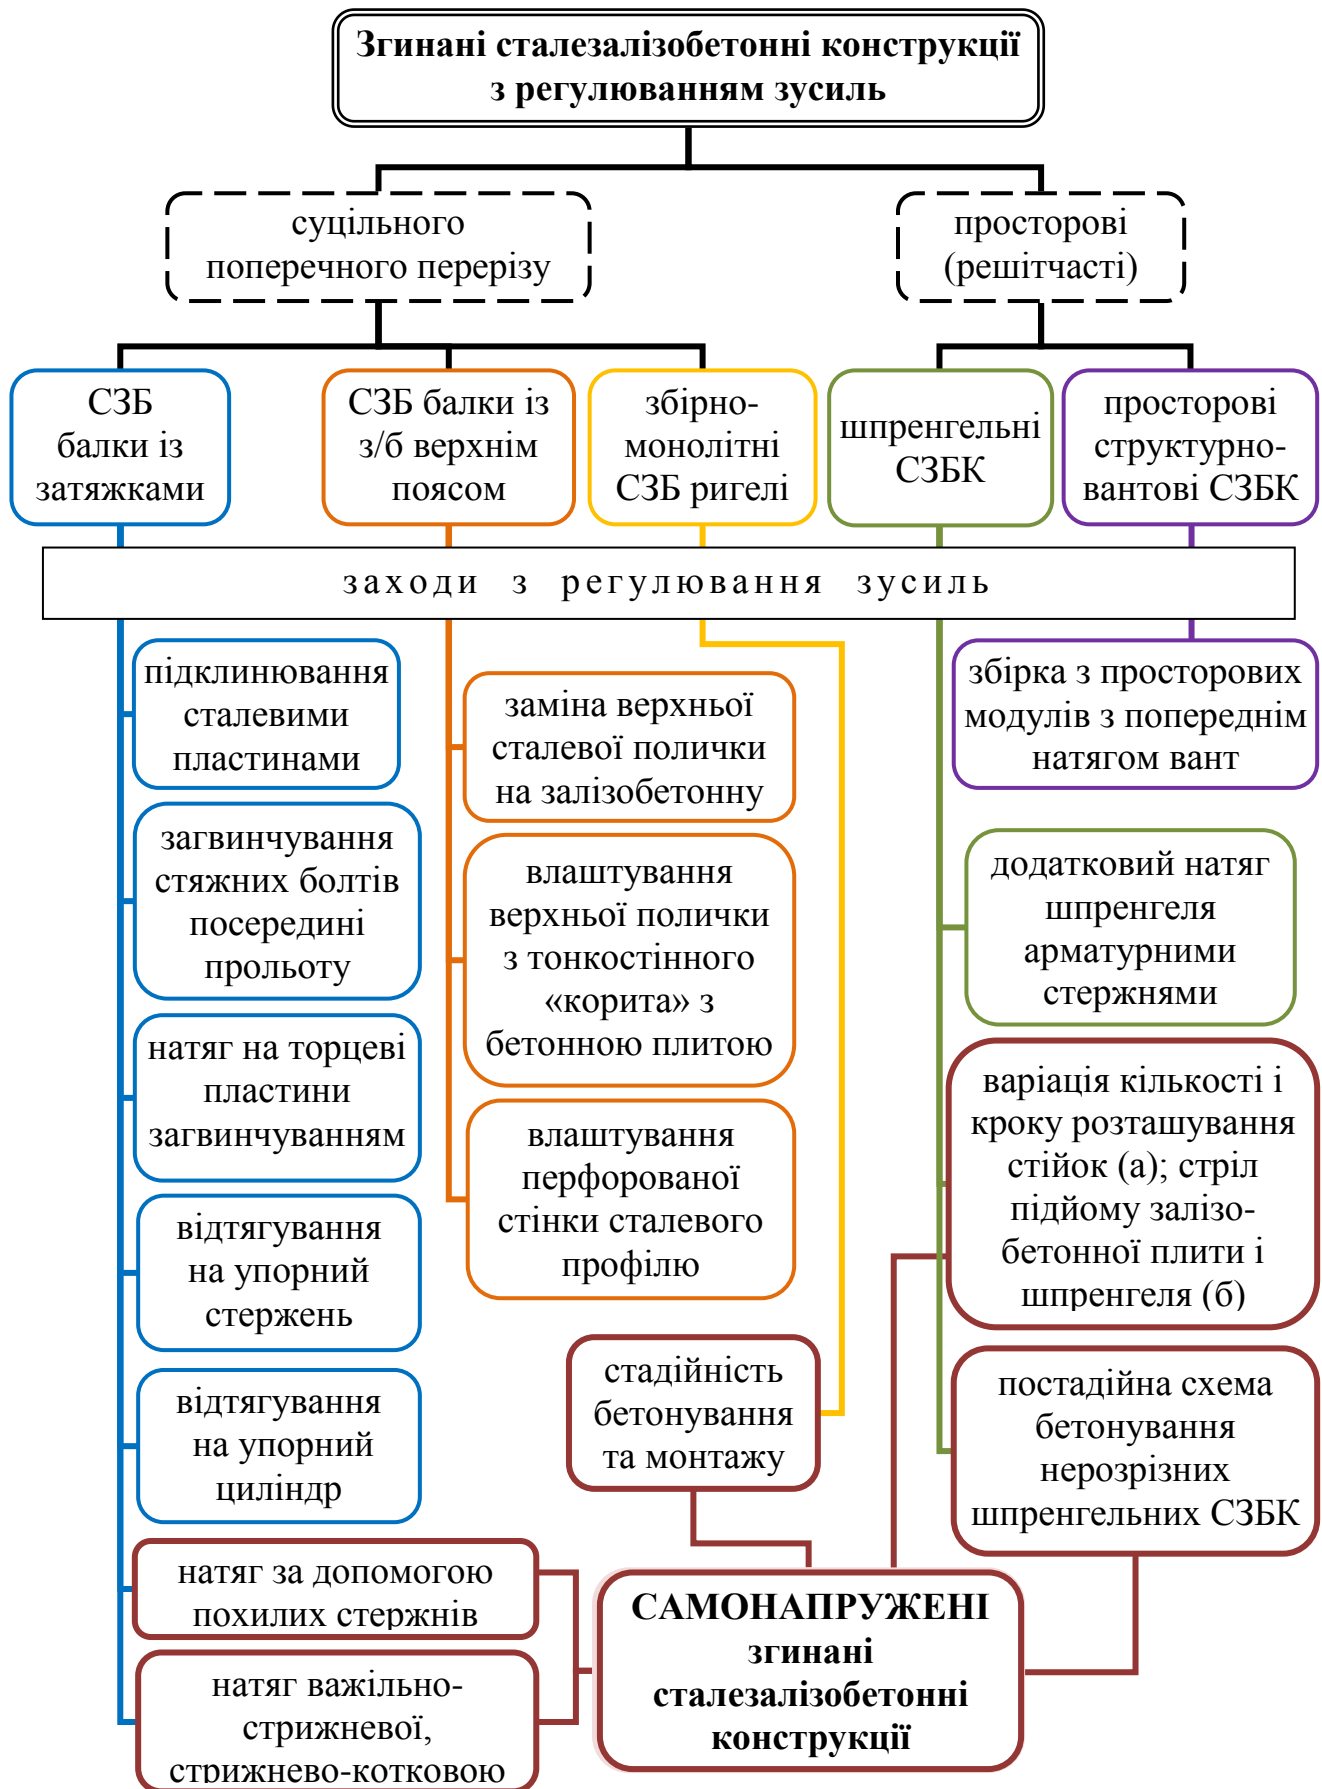 Згинані сталезалізобетонні конструкції
з регулюванням зусиль
суцільного
поперечного перерізу
просторові
(решітчасті)
СЗБ
балки із
затяжками
СЗБ балки із
з/б верхнім
поясом
збірно-
монолітні
СЗБ ригелі
шпренгельні
СЗБК
просторові
структурно-
вантові СЗБК
заходи з регулювання зусиль
підклинювання
сталевими
пластинами
загвинчування
стяжних болтів
посередині
прольоту
натяг на торцеві
пластини
загвинчуванням
відтягування
на упорний
стержень
відтягування
на упорний
циліндр
натяг за допомогою
похилих стержнів
натяг важільно-
стрижневої,
стрижнево-котковою
заміна верхньої
сталевої полички
на залізобетонну
влаштування
верхньої полички
з тонкостінного
«корита» з
бетонною плитою
влаштування
перфорованої
стінки сталевого
профілю
стадійність
бетонування
та монтажу
збірка з просторових
модулів з попереднім
натягом вант
додатковий натяг
шпренгеля
арматурними
стержнями
варіація кількості і
кроку розташування
стійок (а); стріл
підйому залізо-
бетонної плити і
шпренгеля (б)
постадійна схема
бетонування
нерозрізних
шпренгельних СЗБК
САМОНАПРУЖЕНІ
згинані
сталезалізобетонні
конструкції